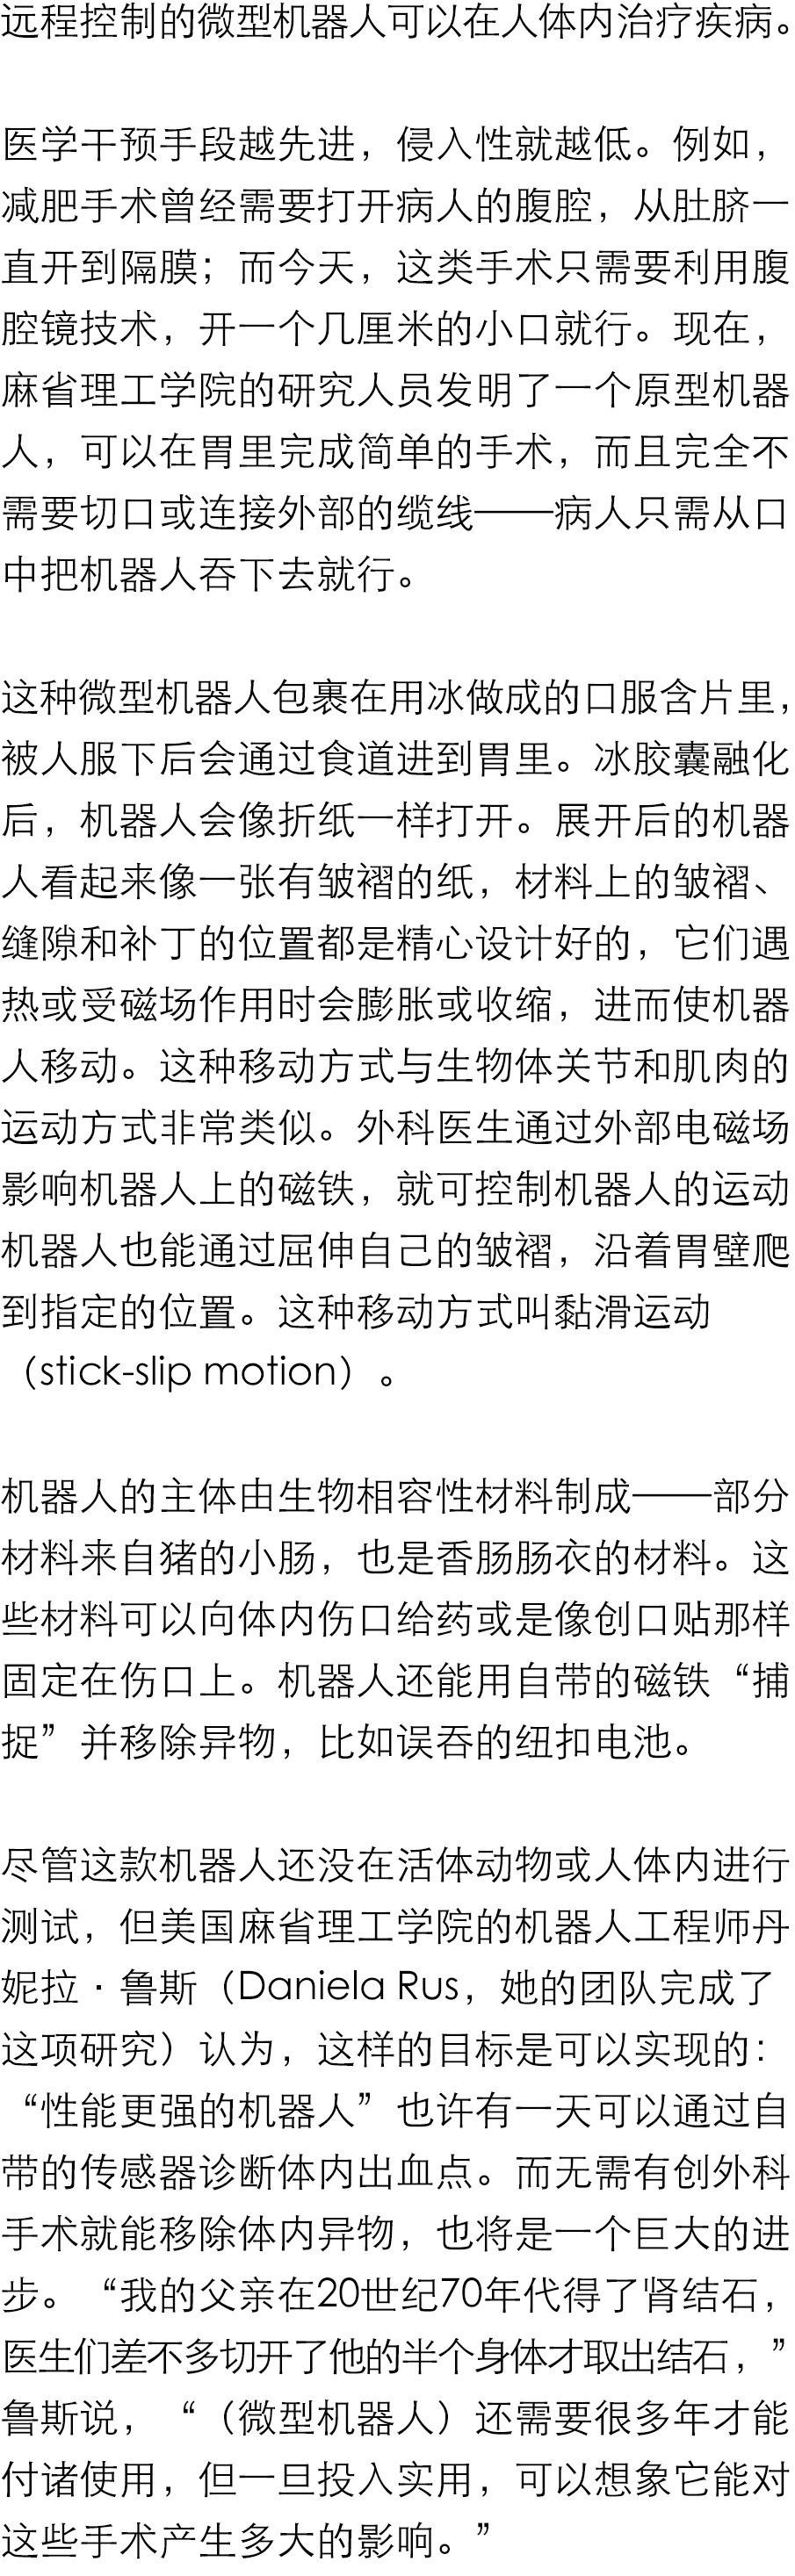 远程控制的微型机器人可以在人体内治疗疾病。
医学干预手段越先进，侵入性就越低。例如，
减肥手术曾经需要打开病人的腹腔，从肚脐一
直开到隔膜；而今天，这类手术只需要利用腹
腔镜技术，开一个几厘米的小口就行。现在，
麻省理工学院的研究人员发明了一个原型机器
人，可以在胃里完成简单的手术，而且完全不
需要切口或连接外部的缆线——病人只需从口
中把机器人吞下去就行。
这种微型机器人包裹在用冰做成的口服含片里，
被人服下后会通过食道进到胃里。冰胶囊融化
后，机器人会像折纸一样打开。展开后的机器
人看起来像一张有皱褶的纸，材料上的皱褶、
缝隙和补丁的位置都是精心设计好的，它们遇
热或受磁场作用时会膨胀或收缩，进而使机器
人移动。这种移动方式与生物体关节和肌肉的
运动方式非常类似。外科医生通过外部电磁场
影响机器人上的磁铁，就可控制机器人的运动
机器人也能通过屈伸自己的皱褶，沿着胃壁爬
到指定的位置。这种移动方式叫黏滑运动
（stick-slip motion）。
机器人的主体由生物相容性材料制成——部分
材料来自猪的小肠，也是香肠肠衣的材料。这
些材料可以向体内伤口给药或是像创口贴那样
固定在伤口上。机器人还能用自带的磁铁“捕
捉”并移除异物，比如误吞的纽扣电池。
尽管这款机器人还没在活体动物或人体内进行
测试，但美国麻省理工学院的机器人工程师丹
妮拉·鲁斯（Daniela Rus，她的团队完成了
这项研究）认为，这样的目标是可以实现的：
“性能更强的机器人”也许有一天可以通过自
带的传感器诊断体内出血点。而无需有创外科
手术就能移除体内异物，也将是一个巨大的进
步。“我的父亲在20世纪70年代得了肾结石，
医生们差不多切开了他的半个身体才取出结石，”
鲁斯说，“（微型机器人）还需要很多年才能
付诸使用，但一旦投入实用，可以想象它能对
这些手术产生多大的影响。”